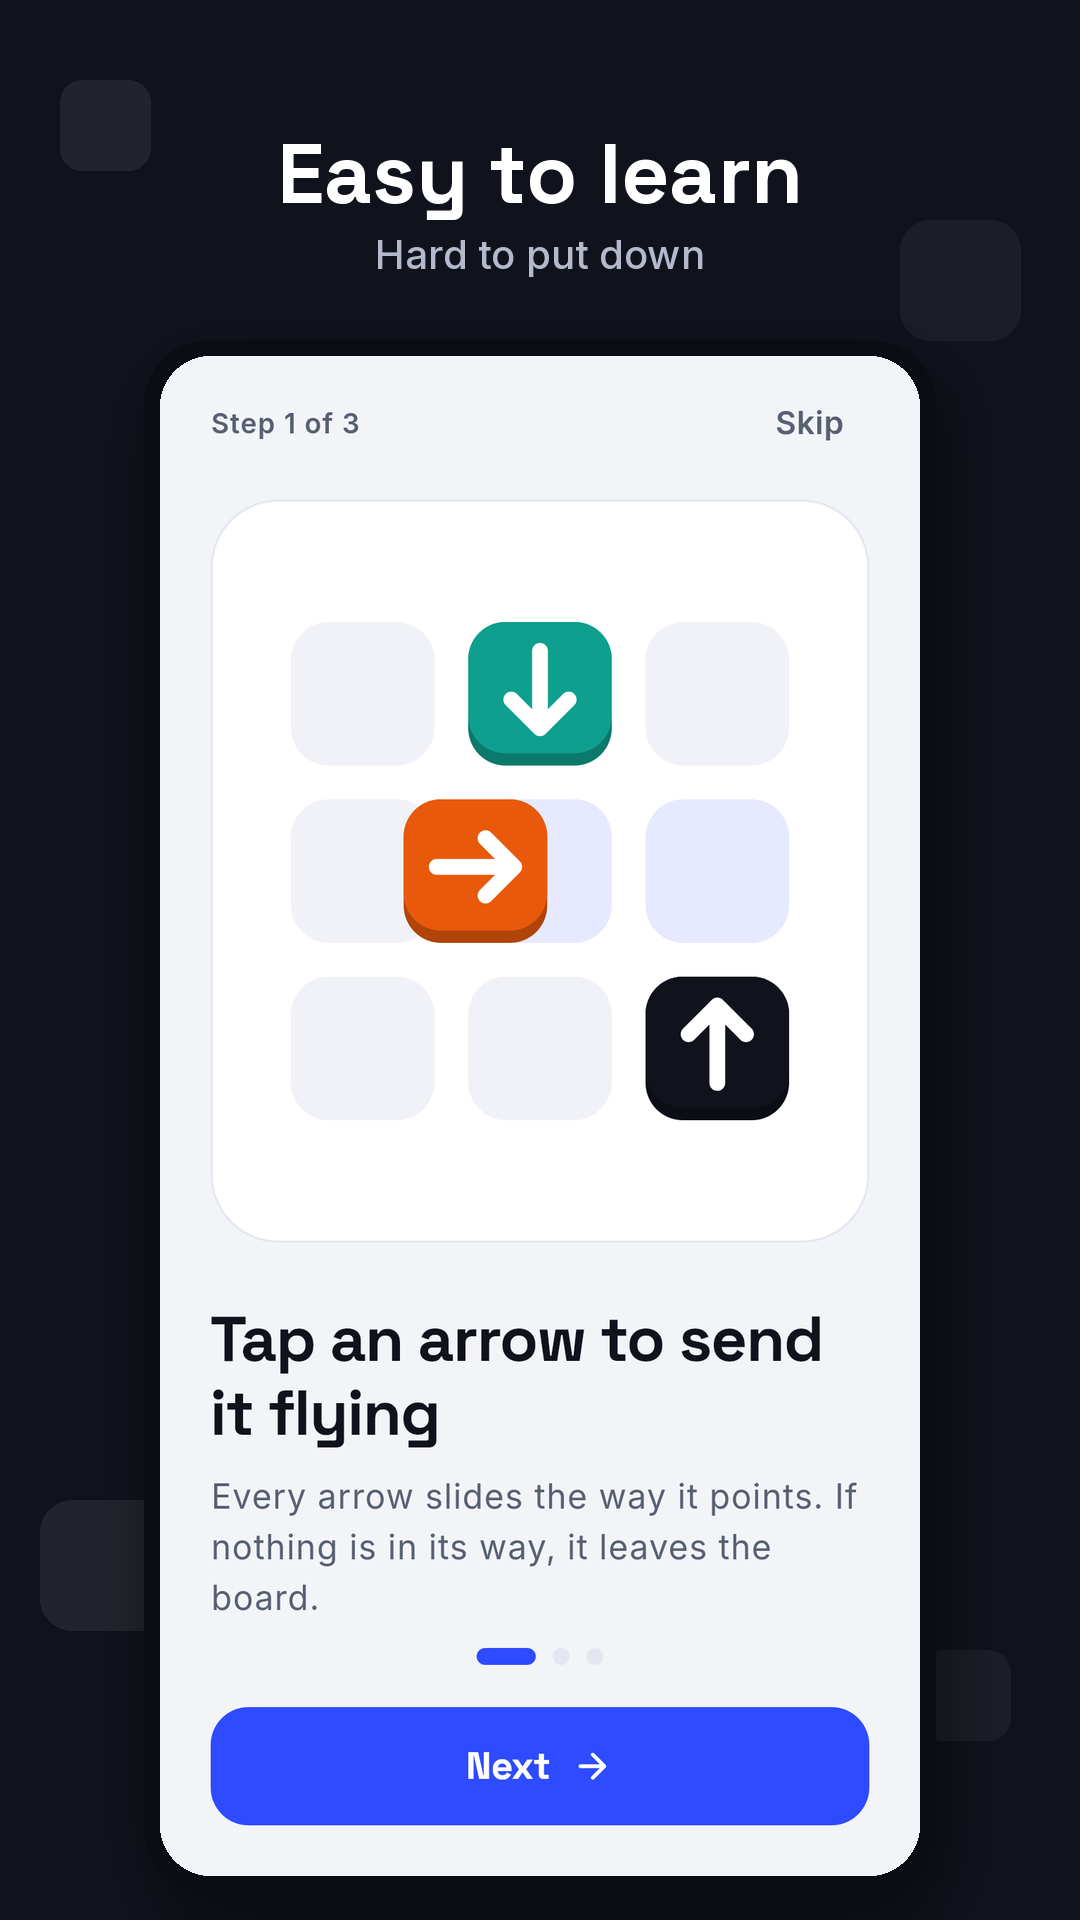 Easy to learn
Hard to put down
Step 1 of 3
Skip
Tap an arrow to send
it flying
Every arrow slides the way it points. If
nothing is in its way, it leaves the
board.
Next